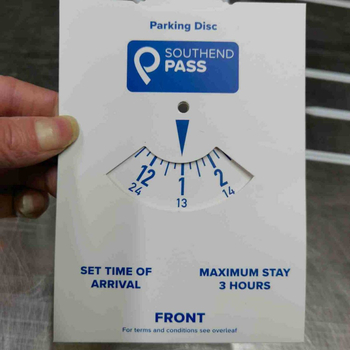 Parking Disc
SOUTHEND
PASS
12 1 2
24 13 14
SET TIME OF
ARRIVAL
MAXIMUM STAY
3 HOURS
FRONT
For terms and conditions see overleaf